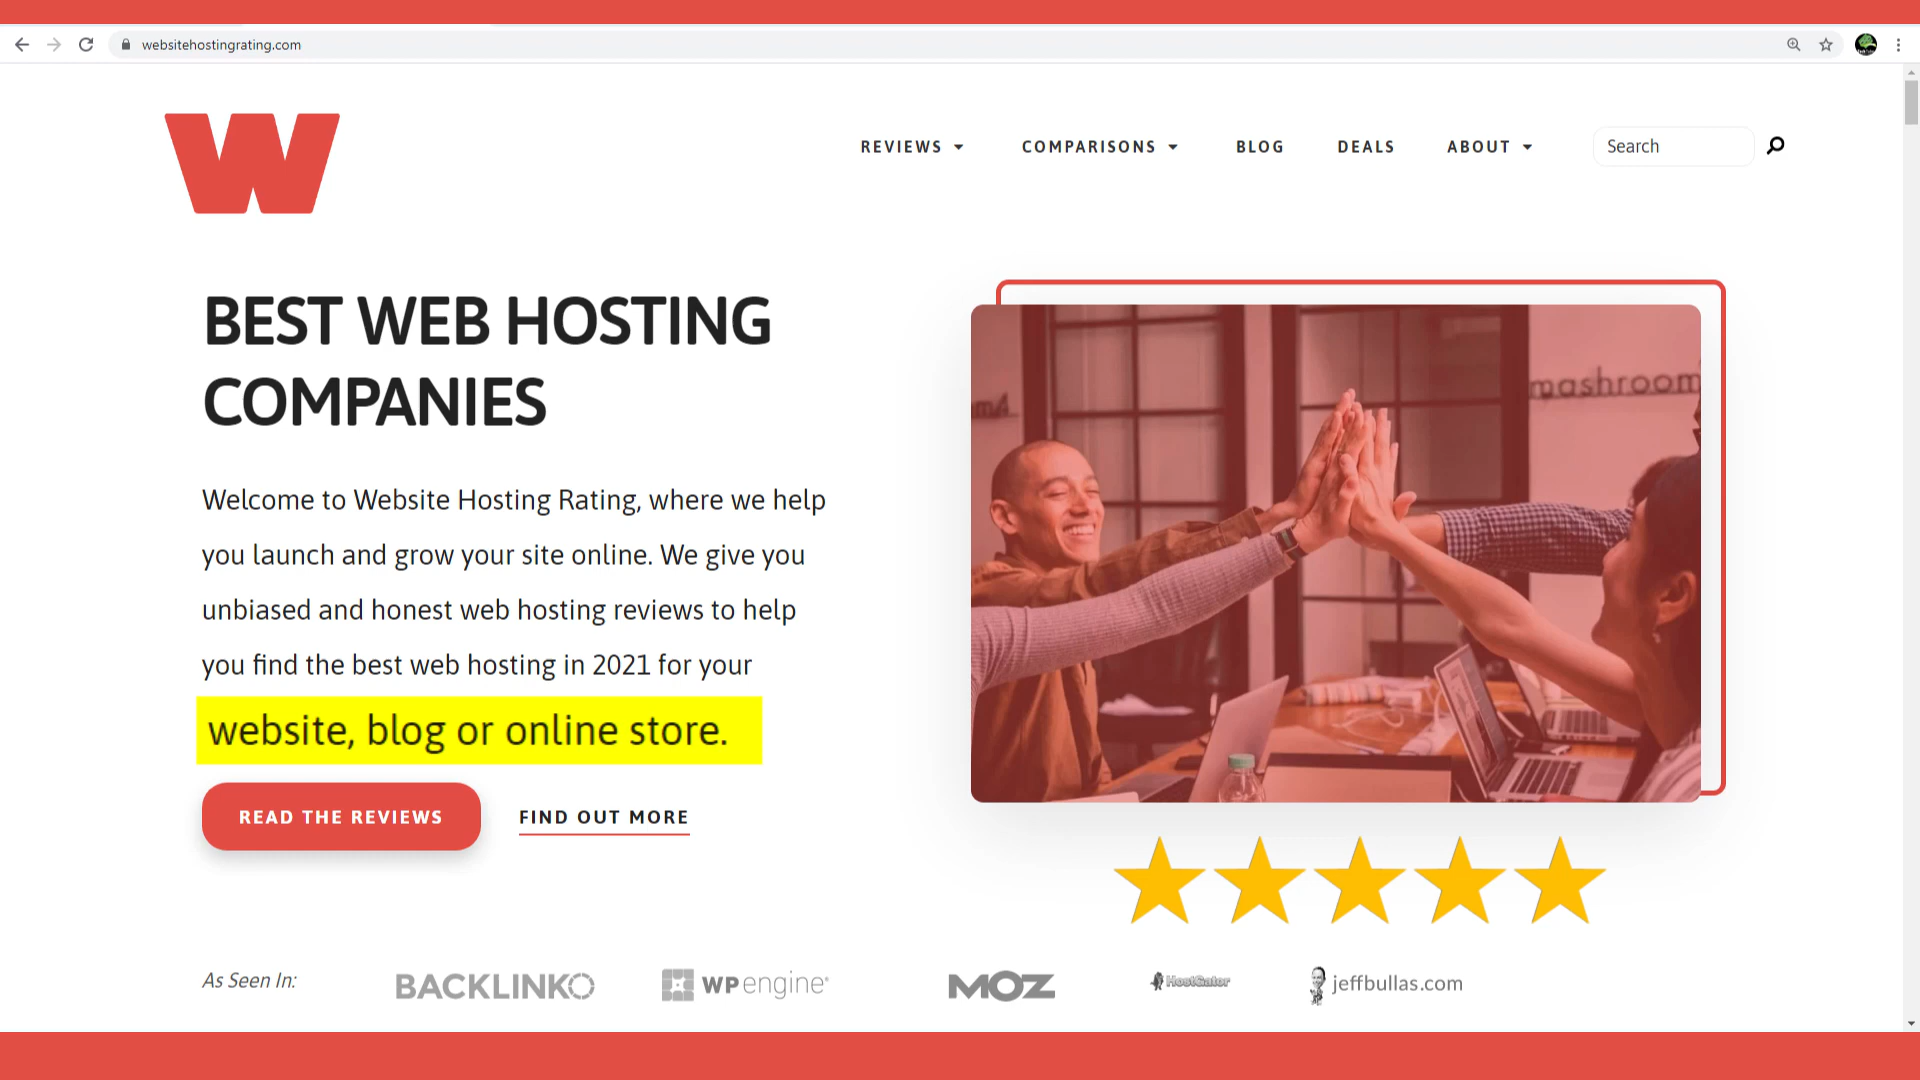 websitehostingrating.com
W
REVIEWS
COMPARISONS
BLOG
DEALS
ABOUT
Search
BEST WEB HOSTING
COMPANIES
Welcome to Website Hosting Rating, where we help
you launch and grow your site online. We give you
unbiased and honest web hosting reviews to help
you find the best web hosting in 2021 for your
website, blog or online store.
READ THE REVIEWS
FIND OUT MORE
mashroom
As Seen In:
BACKLINKO
WP engine®
MOZ
HostGator
jeffbullas.com